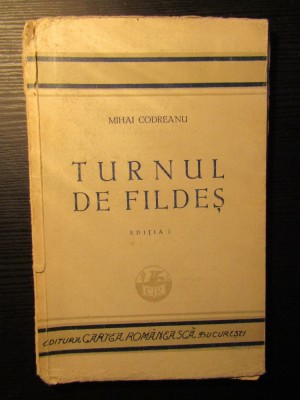 MIHAI CODREANU
TURNUL
DE FILDEȘ
EDIȚIA I
EDITURA CARTEA ROMÂNEASCĂ, BUCUREȘTI